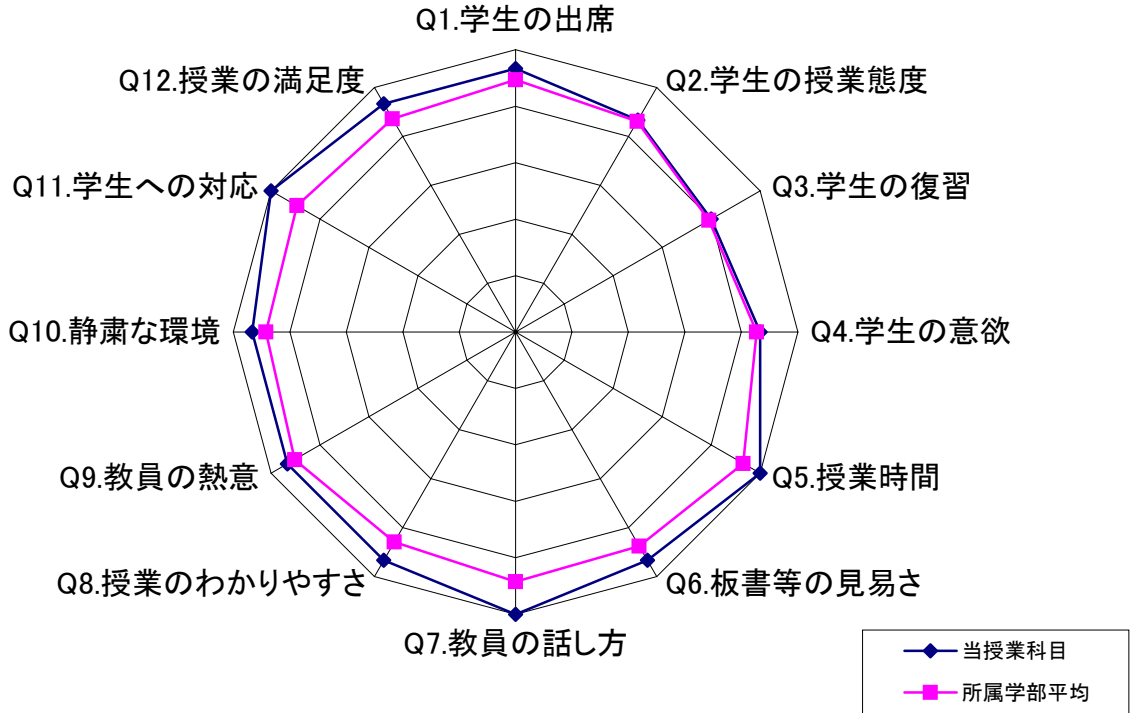 Q1.学生の出席
Q2.学生の授業態度
Q3.学生の復習
Q4.学生の意欲
Q5.授業時間
Q6.板書等の見易さ
Q7.教員の話し方
Q8.授業のわかりやすさ
Q9.教員の熱意
Q10.静粛な環境
Q11.学生への対応
Q12.授業の満足度
当授業科目
所属学部平均